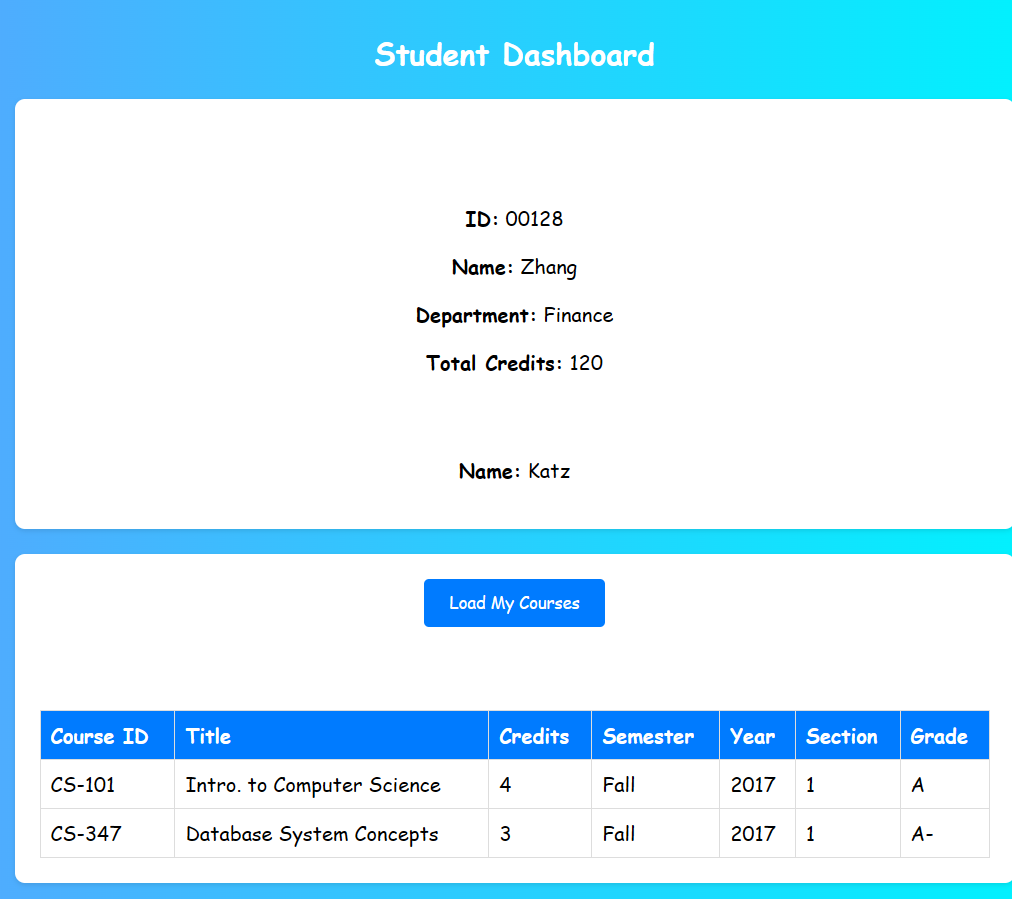 Student Dashboard
ID: 00128
Name: Zhang
Department: Finance
Total Credits: 120
Name: Katz
Load My Courses
Course ID Title Credits Semester Year Section Grade
CS-101 Intro. to Computer Science 4 Fall 2017 1 A
CS-347 Database System Concepts 3 Fall 2017 1 A-